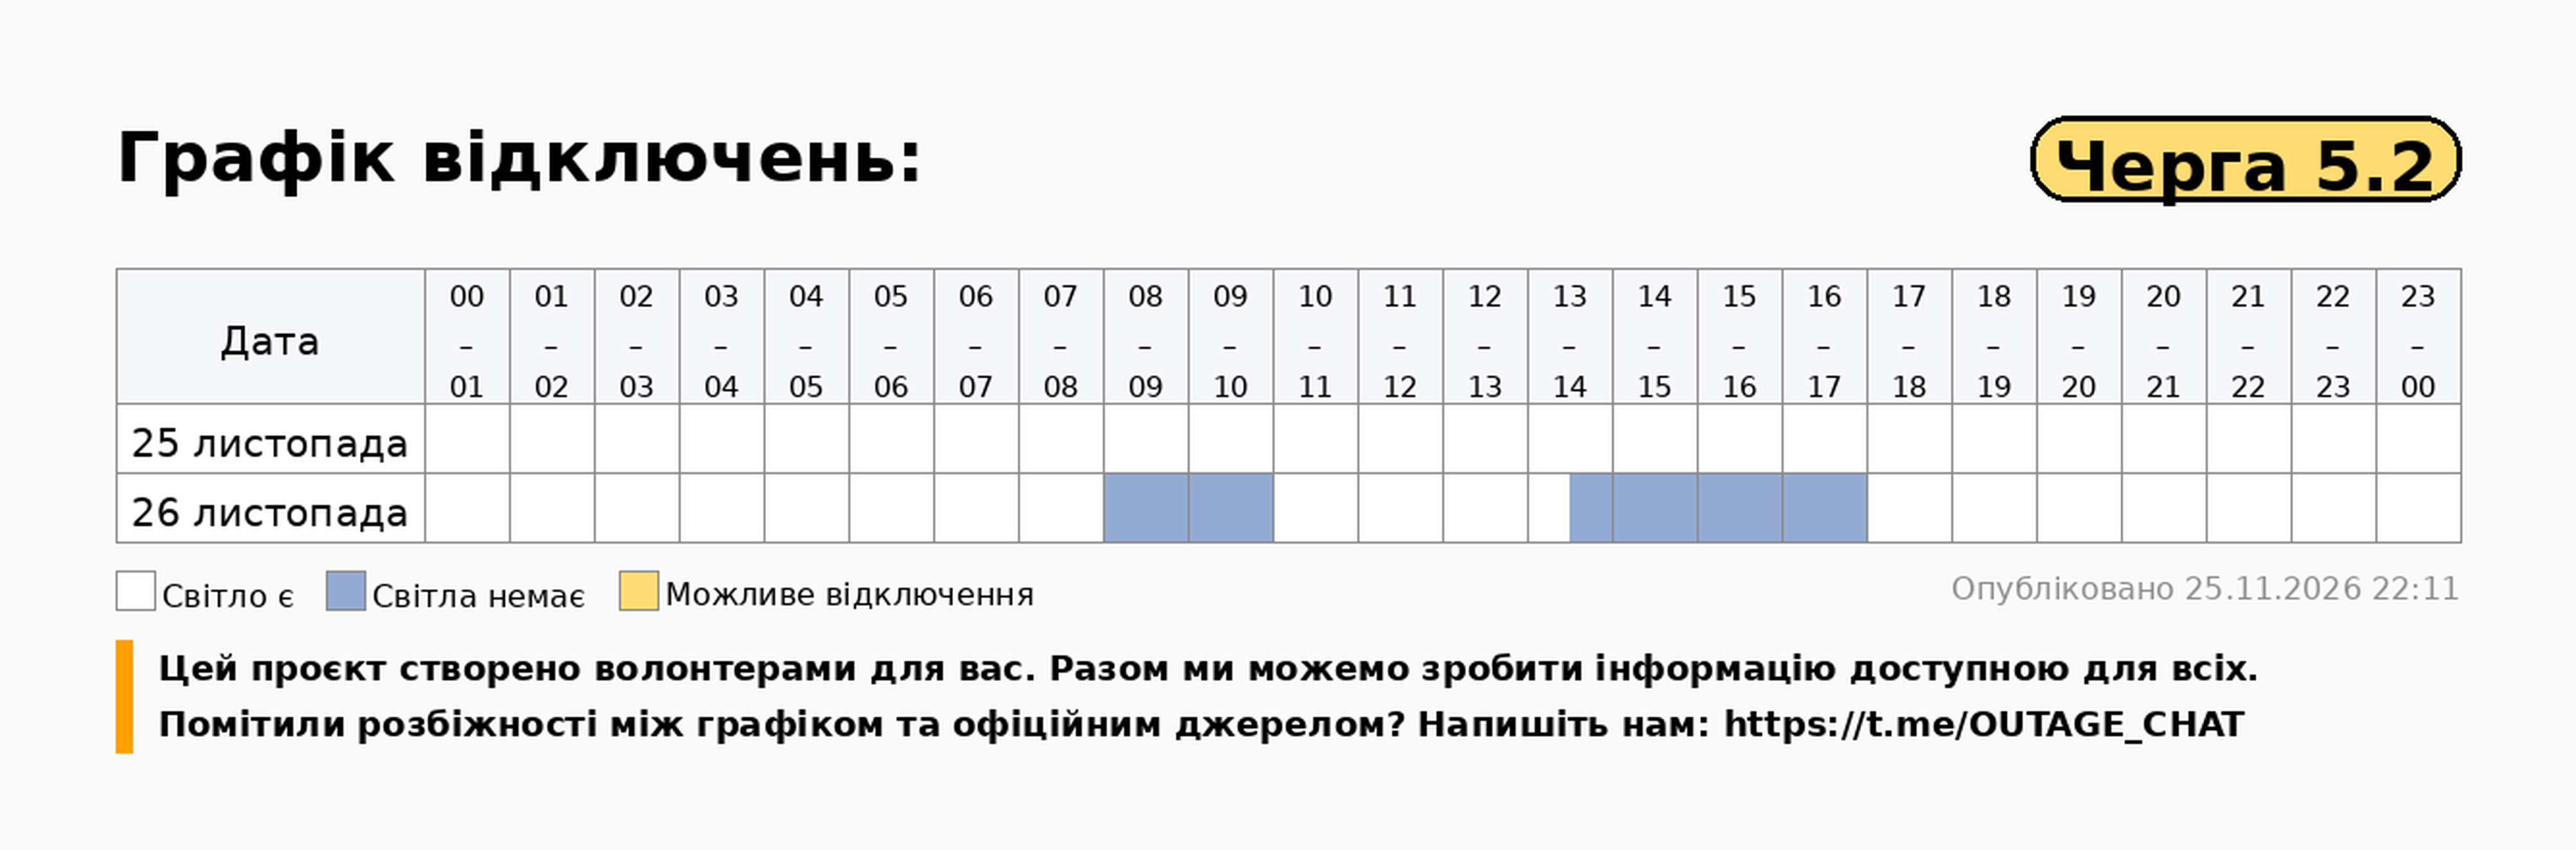 Графік відключень:
Черга 5.2
Дата
00 – 01
01 – 02
02 – 03
03 – 04
04 – 05
05 – 06
06 – 07
07 – 08
08 – 09
09 – 10
10 – 11
11 – 12
12 – 13
13 – 14
14 – 15
15 – 16
16 – 17
17 – 18
18 – 19
19 – 20
20 – 21
21 – 22
22 – 23
23 – 00
25 листопада
26 листопада
Світло є
Світла немає
Можливе відключення
Опубліковано 25.11.2026 22:11
Цей проєкт створено волонтерами для вас. Разом ми можемо зробити інформацію доступною для всіх.
Помітили розбіжності між графіком та офіційним джерелом? Напишіть нам: https://t.me/OUTAGE_CHAT